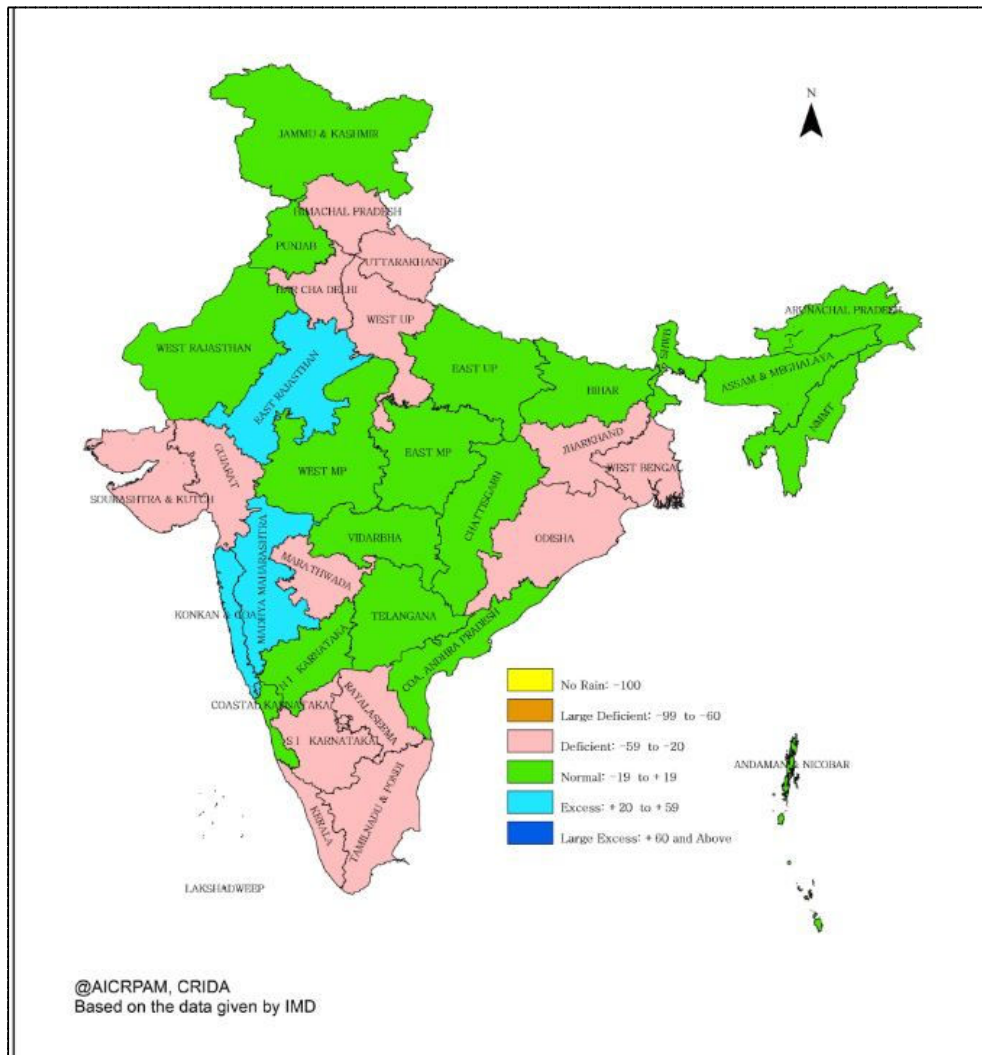 N
JAMMU & KASHMIR
HIMACHAL PRADESH
PUNJAB
UTTARAKHAND
HAR CHA DELHI
WEST UP
ARUNACHAL PRADESH
WEST RAJASTHAN
EAST RAJASTHAN
EAST UP
BIHAR
SHWB
ASSAM & MEGHALAYA
NMMT
GUJARAT
WEST MP
EAST MP
JHARKHAND
WEST BENGAL
SOURASHTRA & KUTCH
CHATTISGARH
VIDARBHA
ODISHA
MADHYA MAHARASHTRA
MARATHWADA
KONKAN & GOA
TELANGANA
N I KARNATAKA
COA. ANDHRA PRADESH
COASTAL KARNATAKA
RAYALASEEMA
S I KARNATAKA
TAMILNADU & PONDI
KERALA
LAKSHADWEEP
ANDAMAN & NICOBAR
No Rain: -100
Large Deficient: -99 to -60
Deficient: -59 to -20
Normal: -19 to +19
Excess: +20 to +59
Large Excess: +60 and Above
@AICRPAM, CRIDA
Based on the data given by IMD